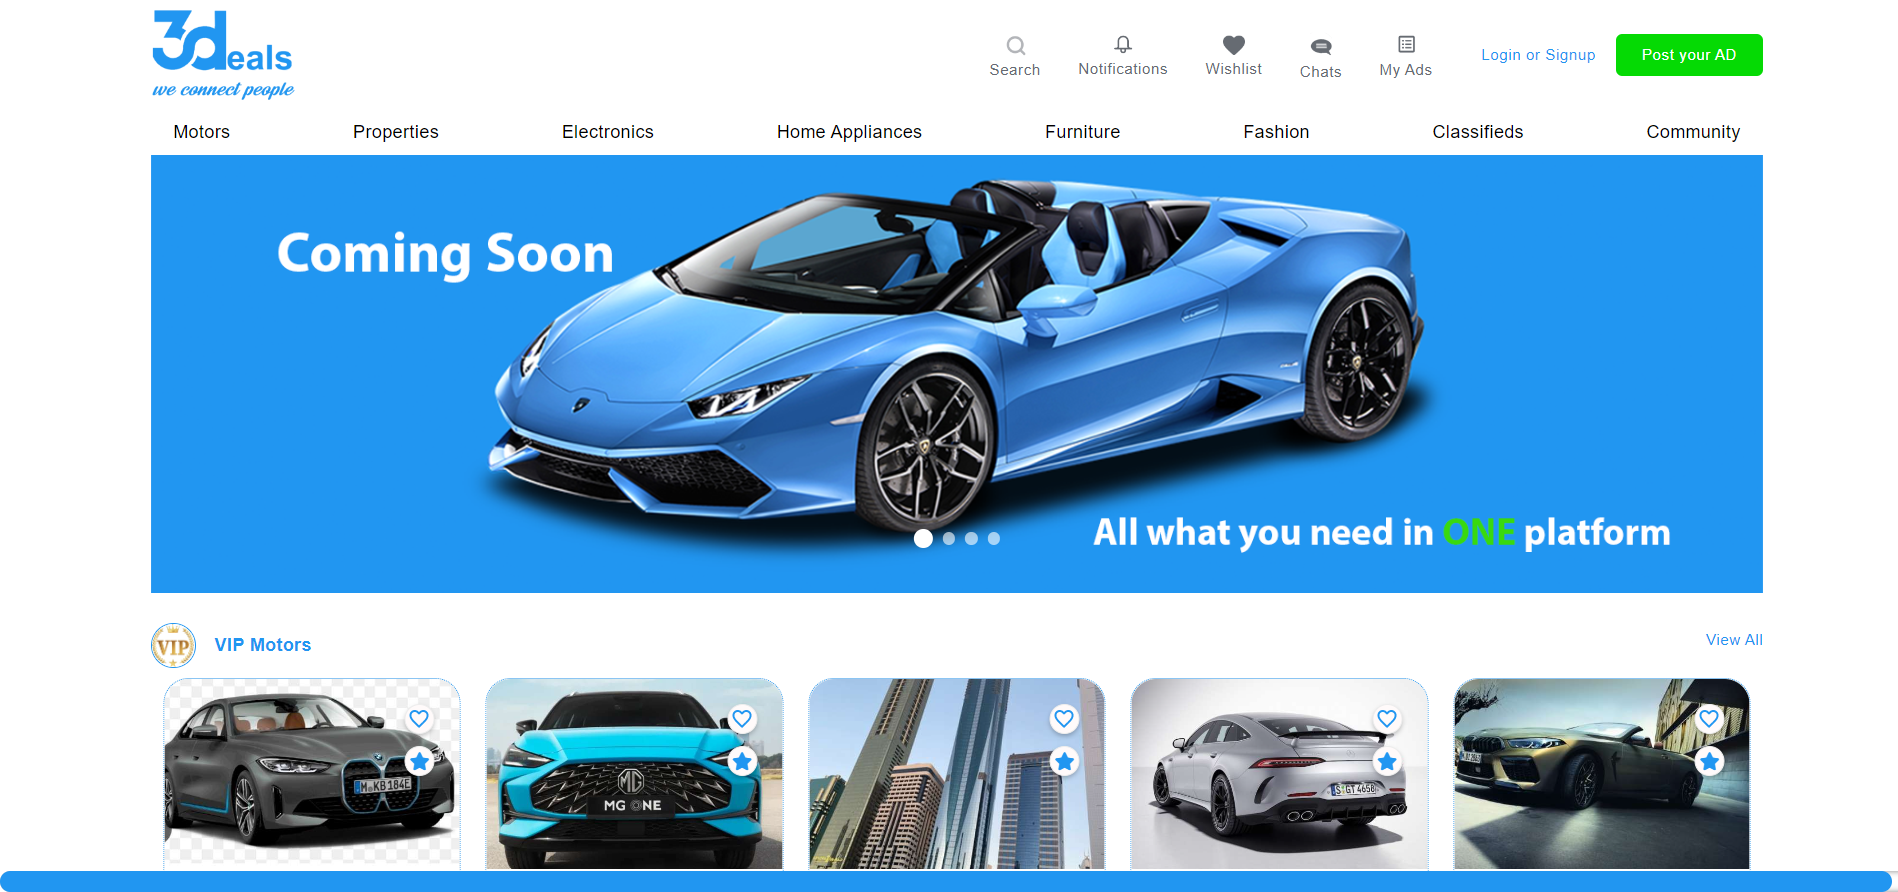 3deals
we connect people
Search
Notifications
Wishlist
Chats
My Ads
Login or Signup
Post your AD
Motors
Properties
Electronics
Home Appliances
Furniture
Fashion
Classifieds
Community
Coming Soon
All what you need in ONE platform
VIP
VIP Motors
View All
M KB 184E
MG
MG ONE
S GT 4658